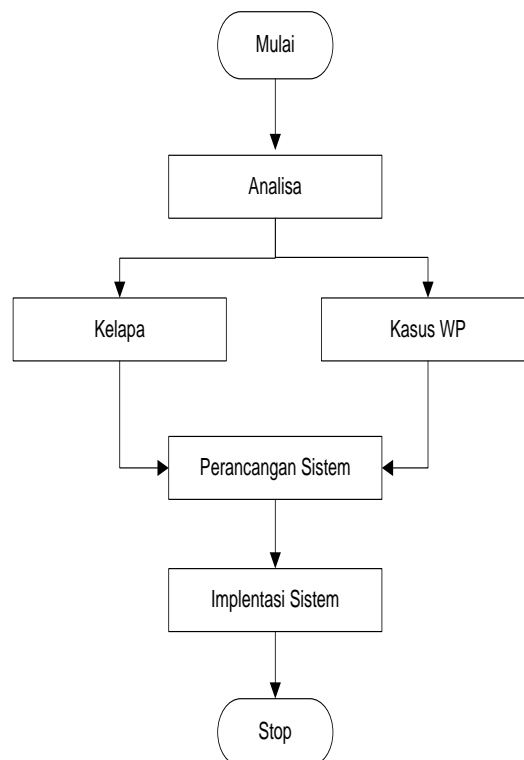 Mulai
Analisa
Kelapa
Kasus WP
Perancangan Sistem
Implentasi Sistem
Stop